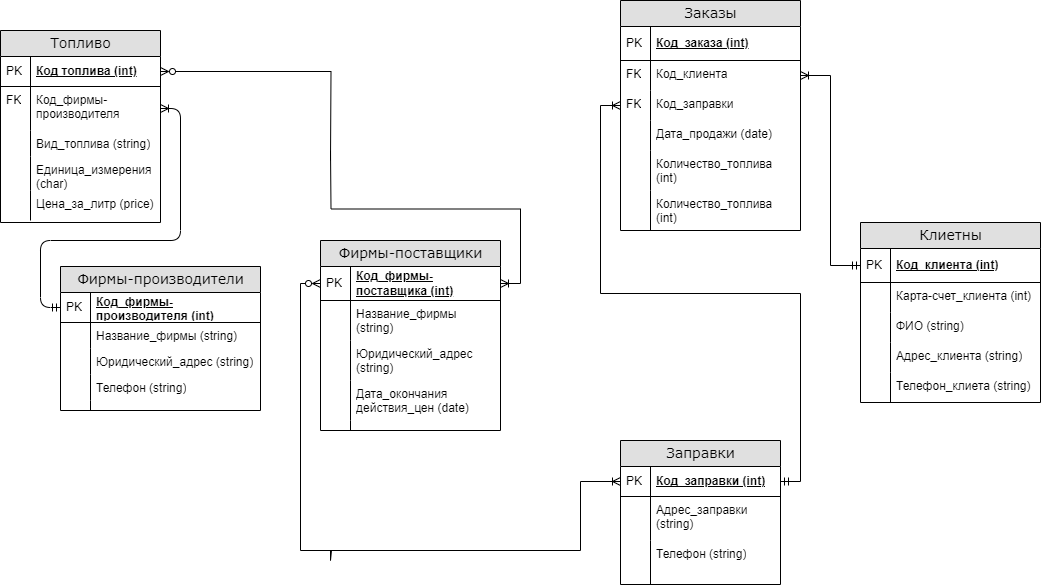 Топливо
PK Код топлива (int)
FK Код_фирмы-
производителя
Вид_топлива (string)
Единица_измерения
(char)
Цена_за_литр (price)
Фирмы-производители
PK Код_фирмы-
производителя (int)
Название_фирмы (string)
Юридический_адрес (string)
Телефон (string)
Фирмы-поставщики
PK Код_фирмы-
поставщика (int)
Название_фирмы
(string)
Юридический_адрес
(string)
Дата_окончания
действия_цен (date)
Заказы
PK Код_заказа (int)
FK Код_клиента
FK Код_заправки
Дата_продажи (date)
Количество_топлива
(int)
Количество_топлива
(int)
Клиетны
PK Код_клиента (int)
Карта-счет_клиента (int)
ФИО (string)
Адрес_клиента (string)
Телефон_клиета (string)
Заправки
PK Код_заправки (int)
Адрес_заправки
(string)
Телефон (string)